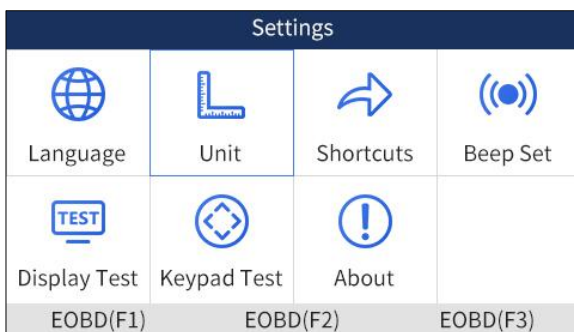 Settings
Language Unit Shortcuts Beep Set
TEST
Display Test Keypad Test About
EOBD(F1) EOBD(F2) EOBD(F3)